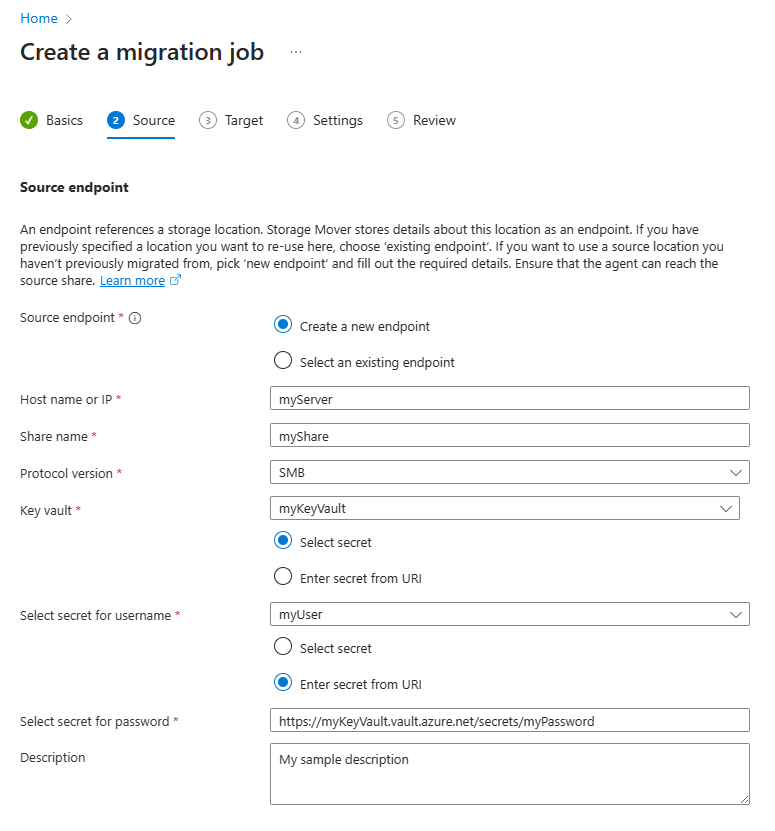 Home
Create a migration job ...
Basics 2 Source 3 Target 4 Settings 5 Review
Source endpoint
An endpoint references a storage location. Storage Mover stores details about this location as an endpoint. If you have
previously specified a location you want to re-use here, choose ‘existing endpoint’. If you want to use a source location you
haven’t previously migrated from, pick ‘new endpoint’ and fill out the required details. Ensure that the agent can reach the
source share. Learn more
Source endpoint *
Create a new endpoint
Select an existing endpoint
Host name or IP * myServer
Share name * myShare
Protocol version * SMB
Key vault * myKeyVault
Select secret
Enter secret from URI
Select secret for username * myUser
Select secret
Enter secret from URI
Select secret for password * https://myKeyVault.vault.azure.net/secrets/myPassword
Description My sample description